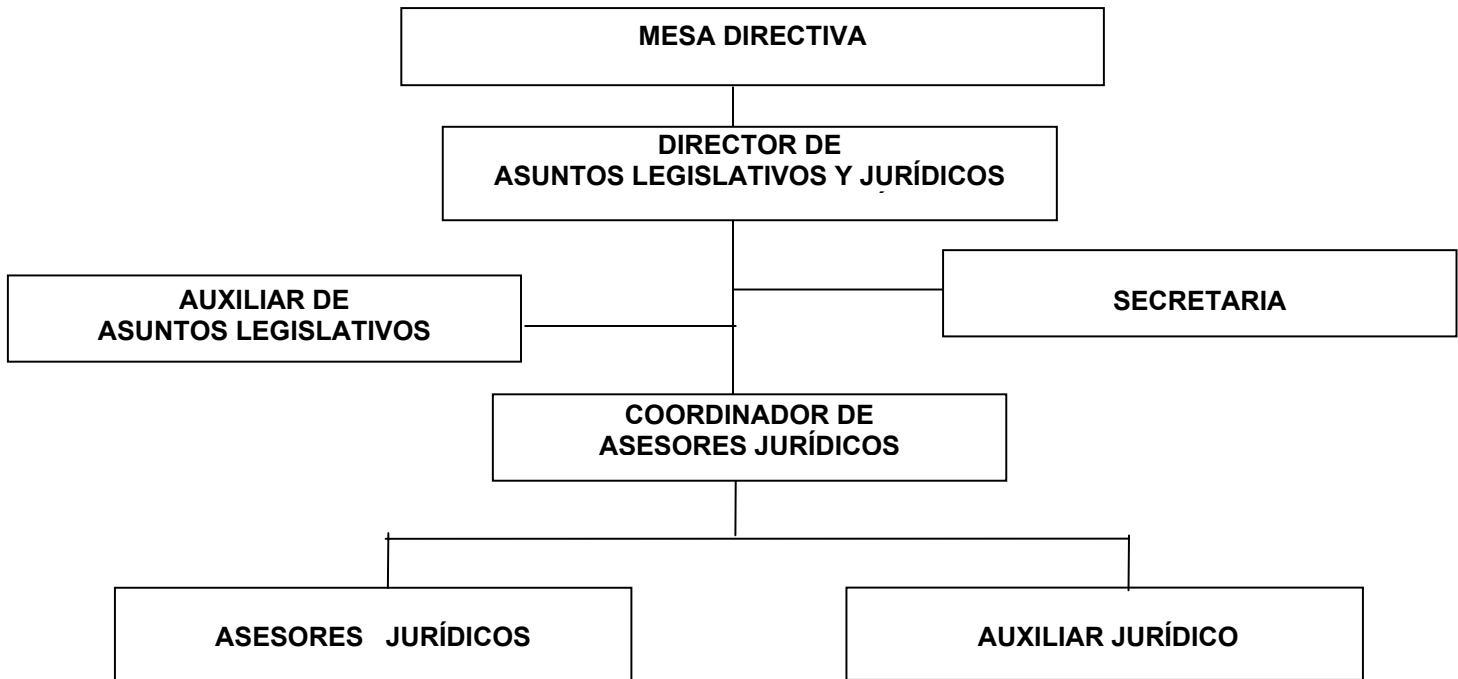 MESA DIRECTIVA
DIRECTOR DE
ASUNTOS LEGISLATIVOS Y JURÍDICOS
AUXILIAR DE
ASUNTOS LEGISLATIVOS
SECRETARIA
COORDINADOR DE
ASESORES JURÍDICOS
ASESORES JURÍDICOS
AUXILIAR JURÍDICO